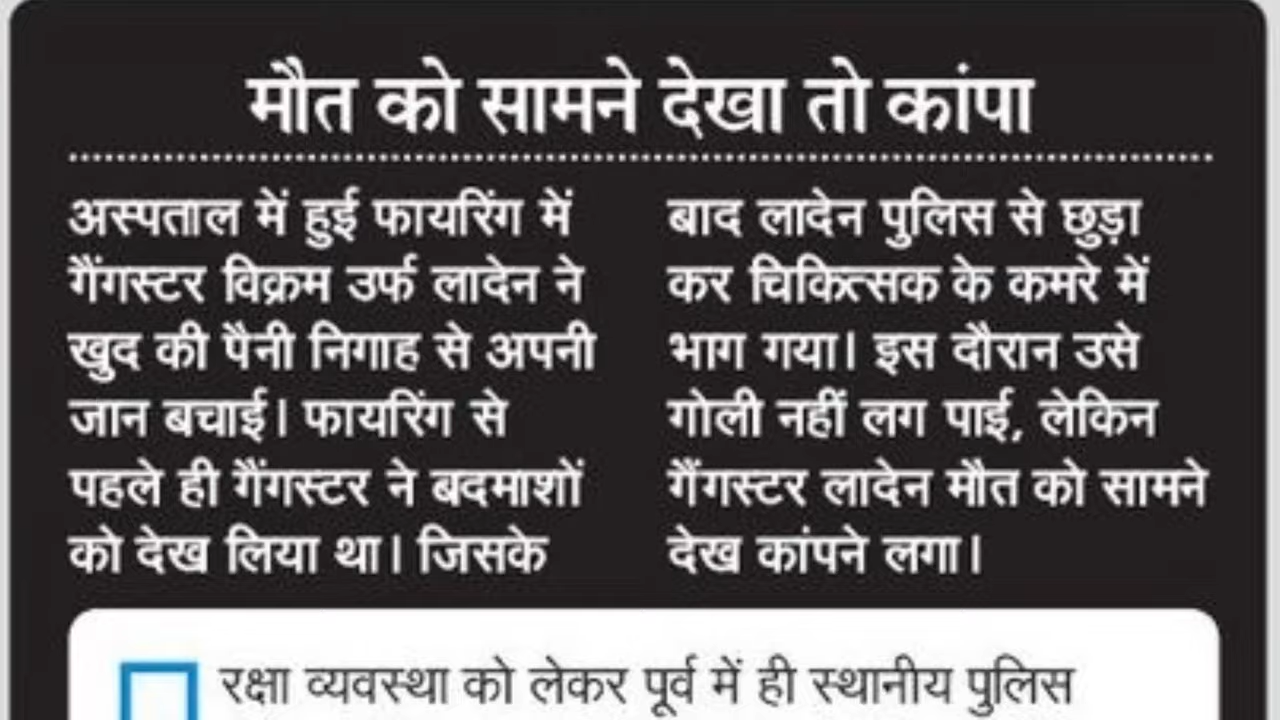 मौत को सामने देखा तो कांपा
अस्पताल में हुई फायरिंग में
गैंगस्टर विक्रम उर्फ लादेन ने
खुद की पैनी निगाह से अपनी
जान बचाई। फायरिंग से
पहले ही गैंगस्टर ने बदमाशों
को देख लिया था। जिसके
बाद लादेन पुलिस से छुड़ा
कर चिकित्सक के कमरे में
भाग गया। इस दौरान उसे
गोली नहीं लग पाई, लेकिन
गैंगस्टर लादेन मौत को सामने
देख कांपने लगा।
रक्षा व्यवस्था को लेकर पूर्व में ही स्थानीय पुलिस